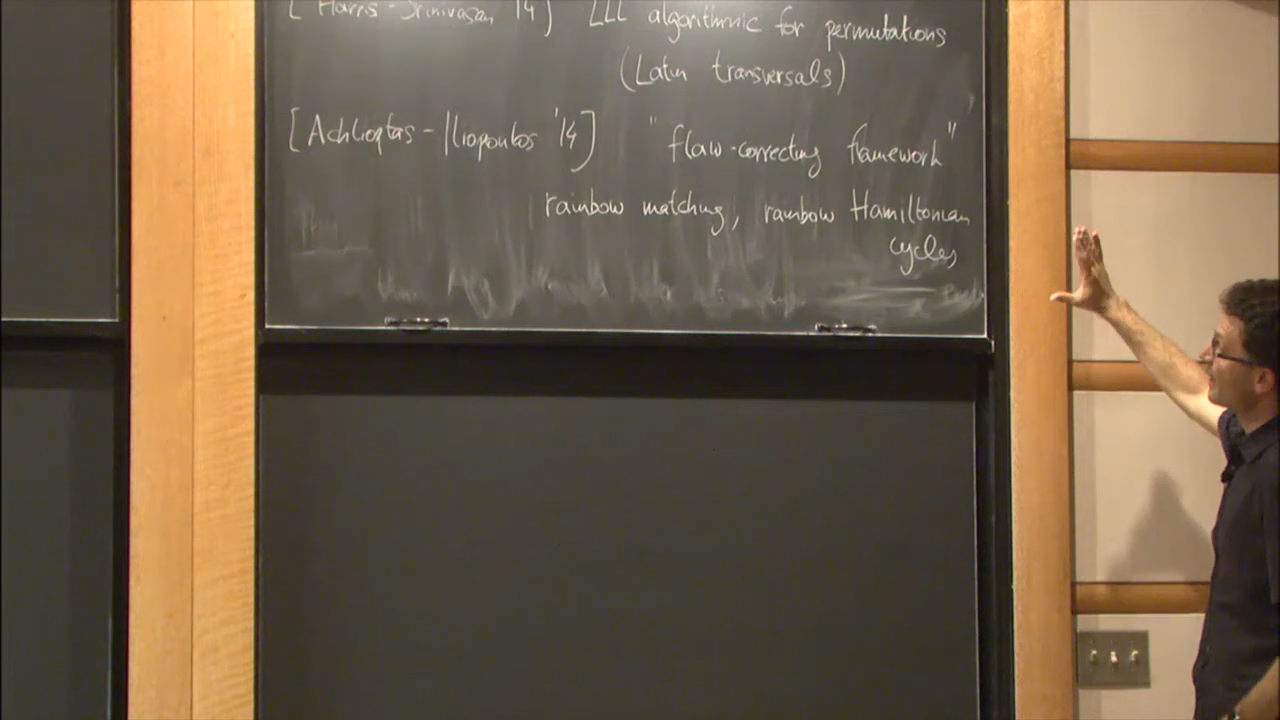 [Harris-Srinivasan '14] LLL algorithmic for permutations
(Latin transversals)
[Achlioptas-Iliopoulos '14] "flaw-correcting framework"
rainbow matching, rainbow Hamiltonian
cycles